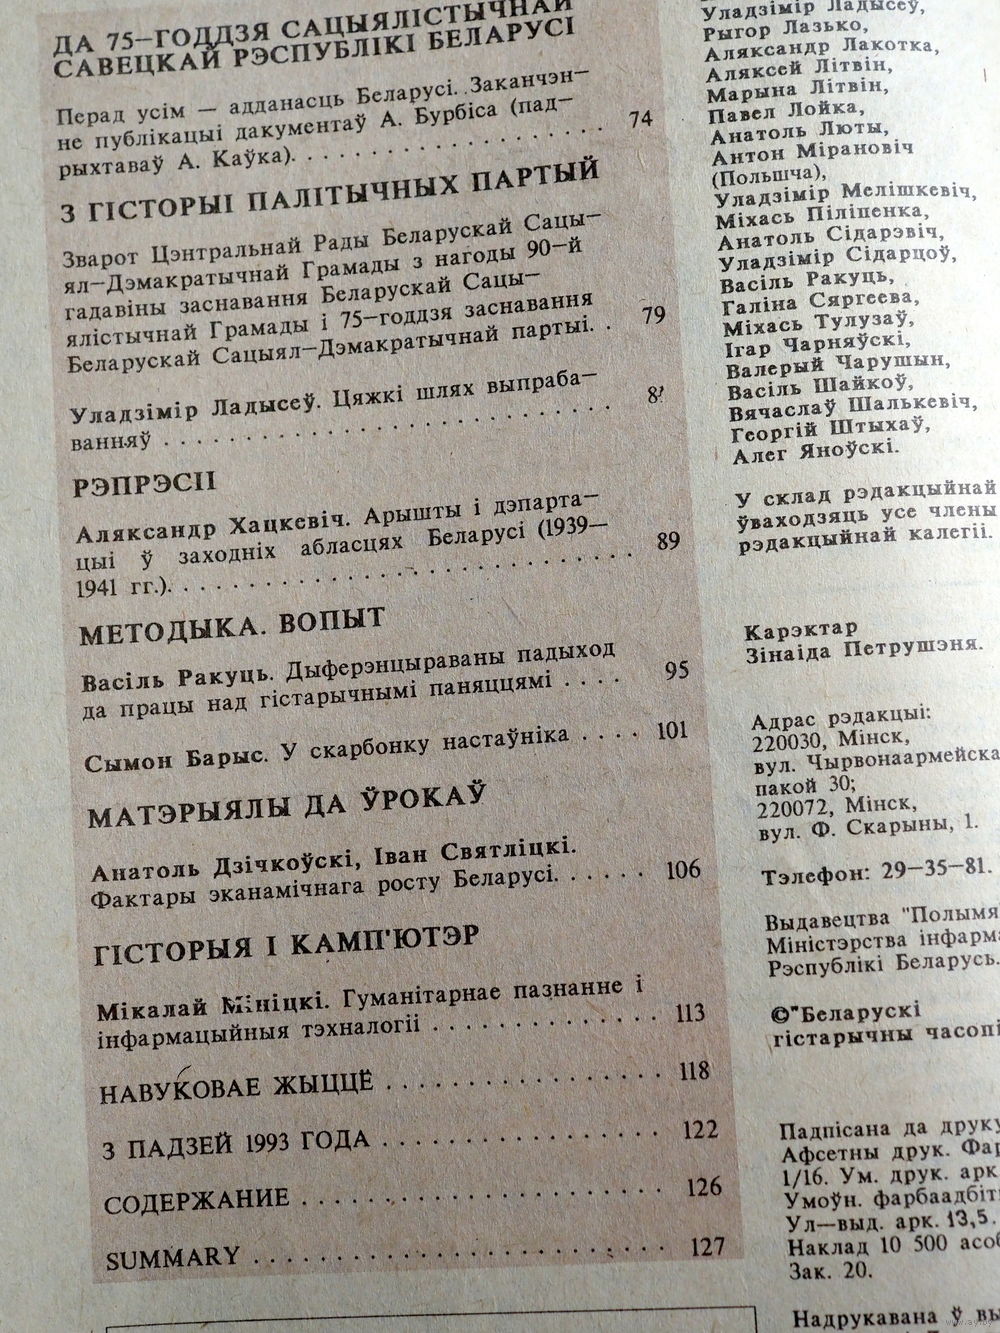 ДА 75—ГОДДЗЯ САЦЫЯЛІСТЫЧНАЙ
САВЕЦКАЙ РЭСПУБЛІКІ БЕЛАРУСІ
Перад усім — адданасць Беларусі. Заканчэн—
не публікацыі дакументаў А. Бурбіса (пад—
рыхтаваў А. Каўка). . . . . . . . . . . . . . . . . 74
З ГІСТОРЫІ ПАЛІТЫЧНЫХ ПАРТЫЙ
Зварот Цэнтральнай Рады Беларускай Сацы—
ял—Дэмакратычнай Грамады з нагоды 90—й
гадавіны заснавання Беларускай Сацы—
ялістычнай Грамады і 75—годдзя заснавання
Беларускай Сацыял—Дэмакратычнай партыі. . 79
Уладзімір Ладысеў. Цяжкі шлях выпраба—
ванняў . . . . . . . . . . . . . . . . . . . . . . .
РЭПРЭСІІ
Аляксандр Хацкевіч. Арышты і дэпарта—
цыі ў заходніх абласцях Беларусі (1939—
1941 гг.). . . . . . . . . . . . . . . . . . . . . . . 89
МЕТОДЫКА. ВОПЫТ
Васіль Ракуць. Дыферэнцыраваны падыход
да працы над гістарычнымі паняццямі . . . . 95
Сымон Барыс. У скарбонку настаўніка . . . . 101
МАТЭРЫЯЛЫ ДА ЎРОКАЎ
Анатоль Дзічкоўскі, Іван Святліцкі.
Фактары эканамічнага росту Беларусі. . . . . . 106
ГІСТОРЫЯ І КАМП'ЮТЭР
Мікалай Мініцкі. Гуманітарнае пазнанне і
інфармацыйныя тэхналогіі . . . . . . . . . . . . 113
НАВУКОВАЕ ЖЫЦЦЁ . . . . . . . . . . . . . . 118
З ПАДЗЕЙ 1993 ГОДА . . . . . . . . . . . . . . 122
СОДЕРЖАНИЕ . . . . . . . . . . . . . . . . . . 126
SUMMARY . . . . . . . . . . . . . . . . . . . . 127
Уладзімір Ладысеў,
Рыгор Лазько,
Аляксандр Лакотка,
Аляксей Літвін,
Марына Літвін,
Павел Лойка,
Анатоль Люты,
Антон Мірановіч
(Польшча),
Уладзімір Мелішкевіч,
Міхась Піліпенка,
Анатоль Сідарэвіч,
Уладзімір Сідарцоў,
Васіль Ракуць,
Галіна Сяргеева,
Міхась Тулузаў,
Ігар Чарняўскі,
Валерый Чарушын,
Васіль Шайкоў,
Вячаслаў Шалькевіч,
Георгій Штыхаў,
Алег Яноўскі.
У склад рэдакцыйнай
ўваходзяць усе члены
рэдакцыйнай калегіі.
Карэктар
Зінаіда Петрушэня.
Адрас рэдакцыі:
220030, Мінск,
вул. Чырвонаармейска
пакой 30;
220072, Мінск,
вул. Ф. Скарыны, 1.
Тэлефон: 29—35—81.
Выдавецтва "Полымя
Міністэрства інфарма
Рэспублікі Беларусь.
©"Беларускі
гістарычны часопі
Падпісана да друку
Афсетны друк. Фар
1/16. Ум. друк. арк
Умоўн. фарбаадбіт
Ул—выд. арк. 13,5.
Наклад 10 500 асоб
Зак. 20.
Надрукавана ў вы
www.ay.by